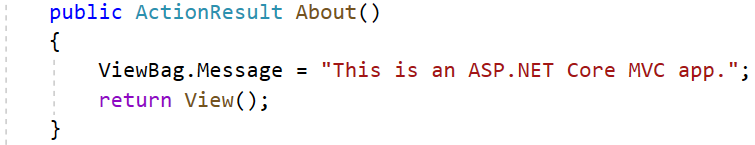 public ActionResult About()
{
ViewBag.Message = "This is an ASP.NET Core MVC app.";
return View();
}